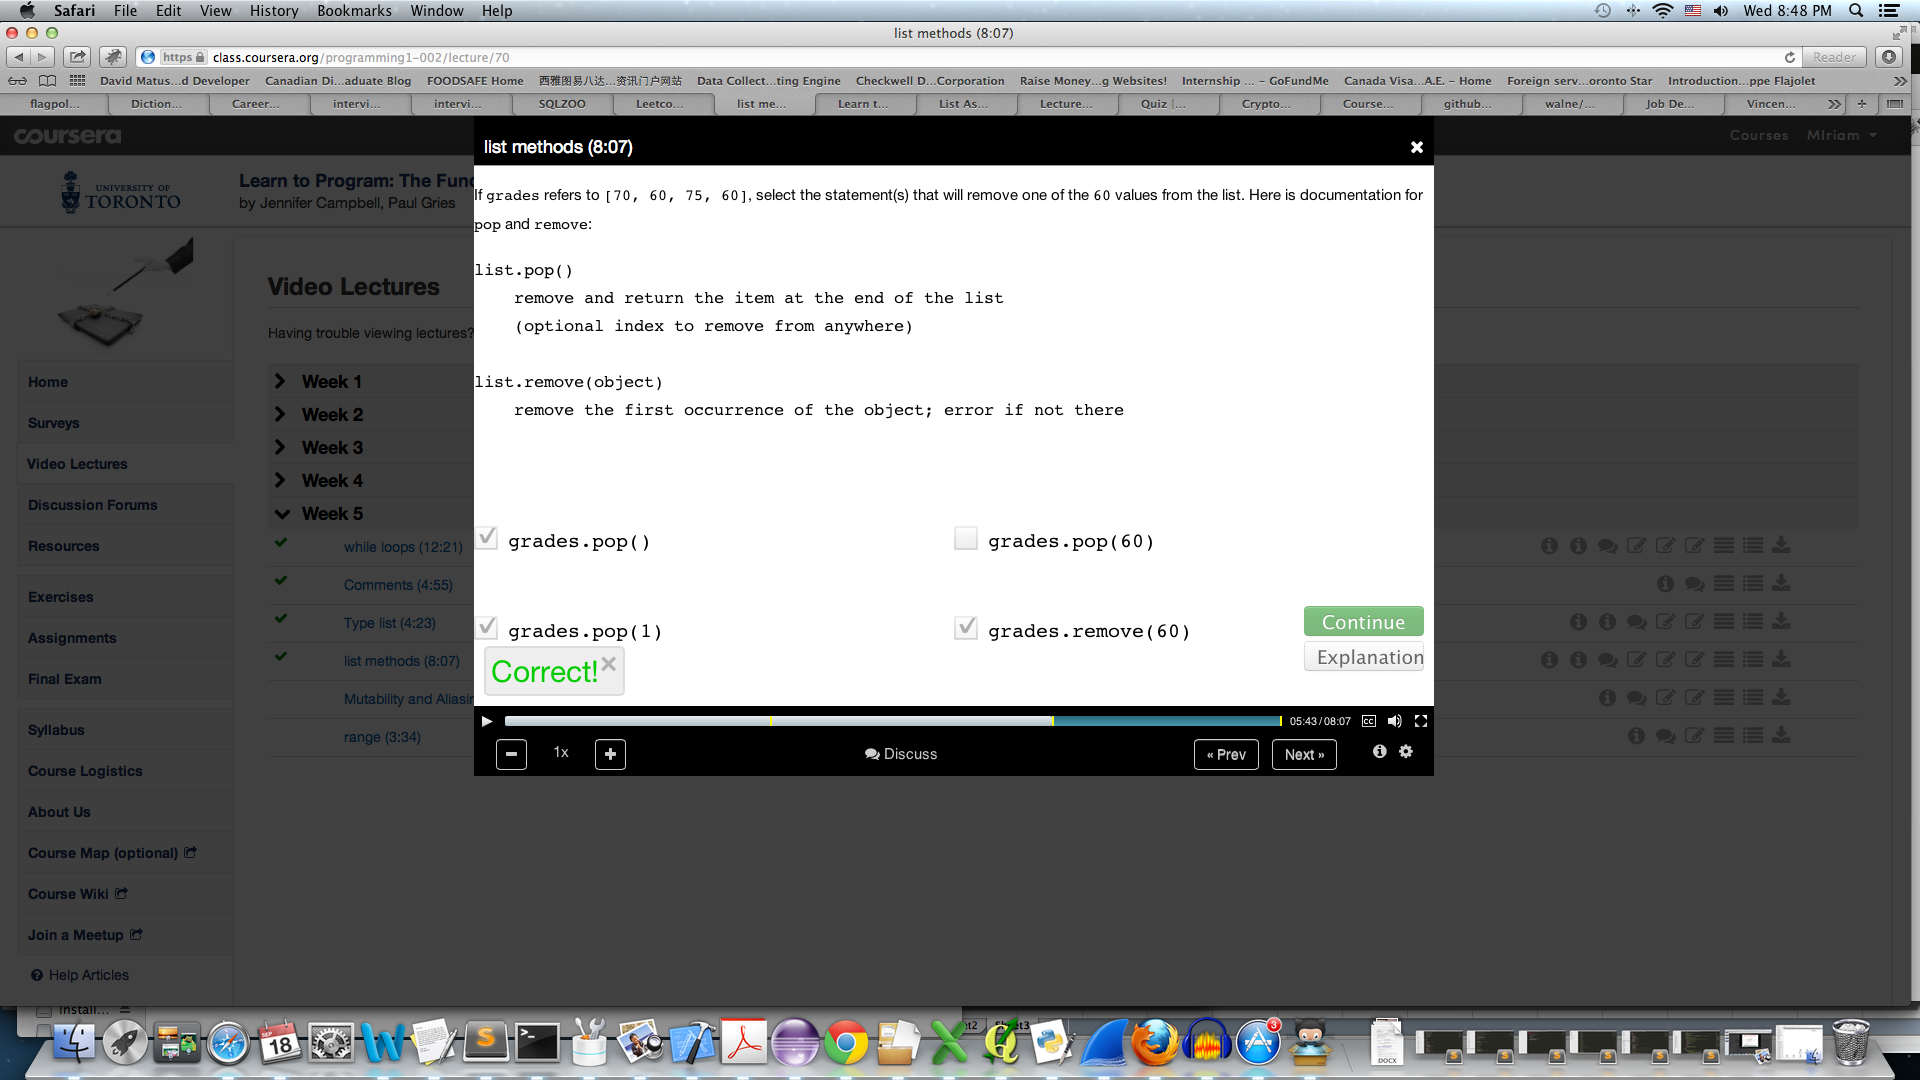 Safari File Edit View History Bookmarks Window Help Wed 8:48 PM
list methods (8:07)
https class.coursera.org/programming1-002/lecture/70 Reader
David Matus...d Developer Canadian Di...aduate Blog FOODSAFE Home 西雅图易八达...资讯门户网站 Data Collect...ting Engine Checkwell D...Corporation Raise Money...g Websites! Internship ... - GoFundMe Canada Visa...A.E. - Home Foreign serv...oronto Star Introduction...ppe Flajolet
flagpol... Diction... Career... intervi... intervi... SQLZOO Leetco... list me... Learn t... List As... Lecture... Quiz |... Crypto... Course... github... walne/... Job De... Vincen...
coursera Courses MIriam
list methods (8:07)
UNIVERSITY OF
TORONTO
Learn to Program: The Fund
by Jennifer Campbell, Paul Gries
If grades refers to [70, 60, 75, 60], select the statement(s) that will remove one of the 60 values from the list. Here is documentation for
pop and remove:
list.pop()
remove and return the item at the end of the list
(optional index to remove from anywhere)
list.remove(object)
remove the first occurrence of the object; error if not there
grades.pop() grades.pop(60)
grades.pop(1) grades.remove(60)
Continue
Explanation
Correct!
05:43/08:07 CC
1x Discuss « Prev Next »
Video Lectures
Having trouble viewing lectures?
Week 1
Week 2
Week 3
Week 4
Week 5
while loops (12:21)
Comments (4:55)
Type list (4:23)
list methods (8:07)
Mutability and Aliasin
range (3:34)
Home
Surveys
Video Lectures
Discussion Forums
Resources
Exercises
Assignments
Final Exam
Syllabus
Course Logistics
About Us
Course Map (optional)
Course Wiki
Join a Meetup
Help Articles
Install...
SEP
18
3
DOCX